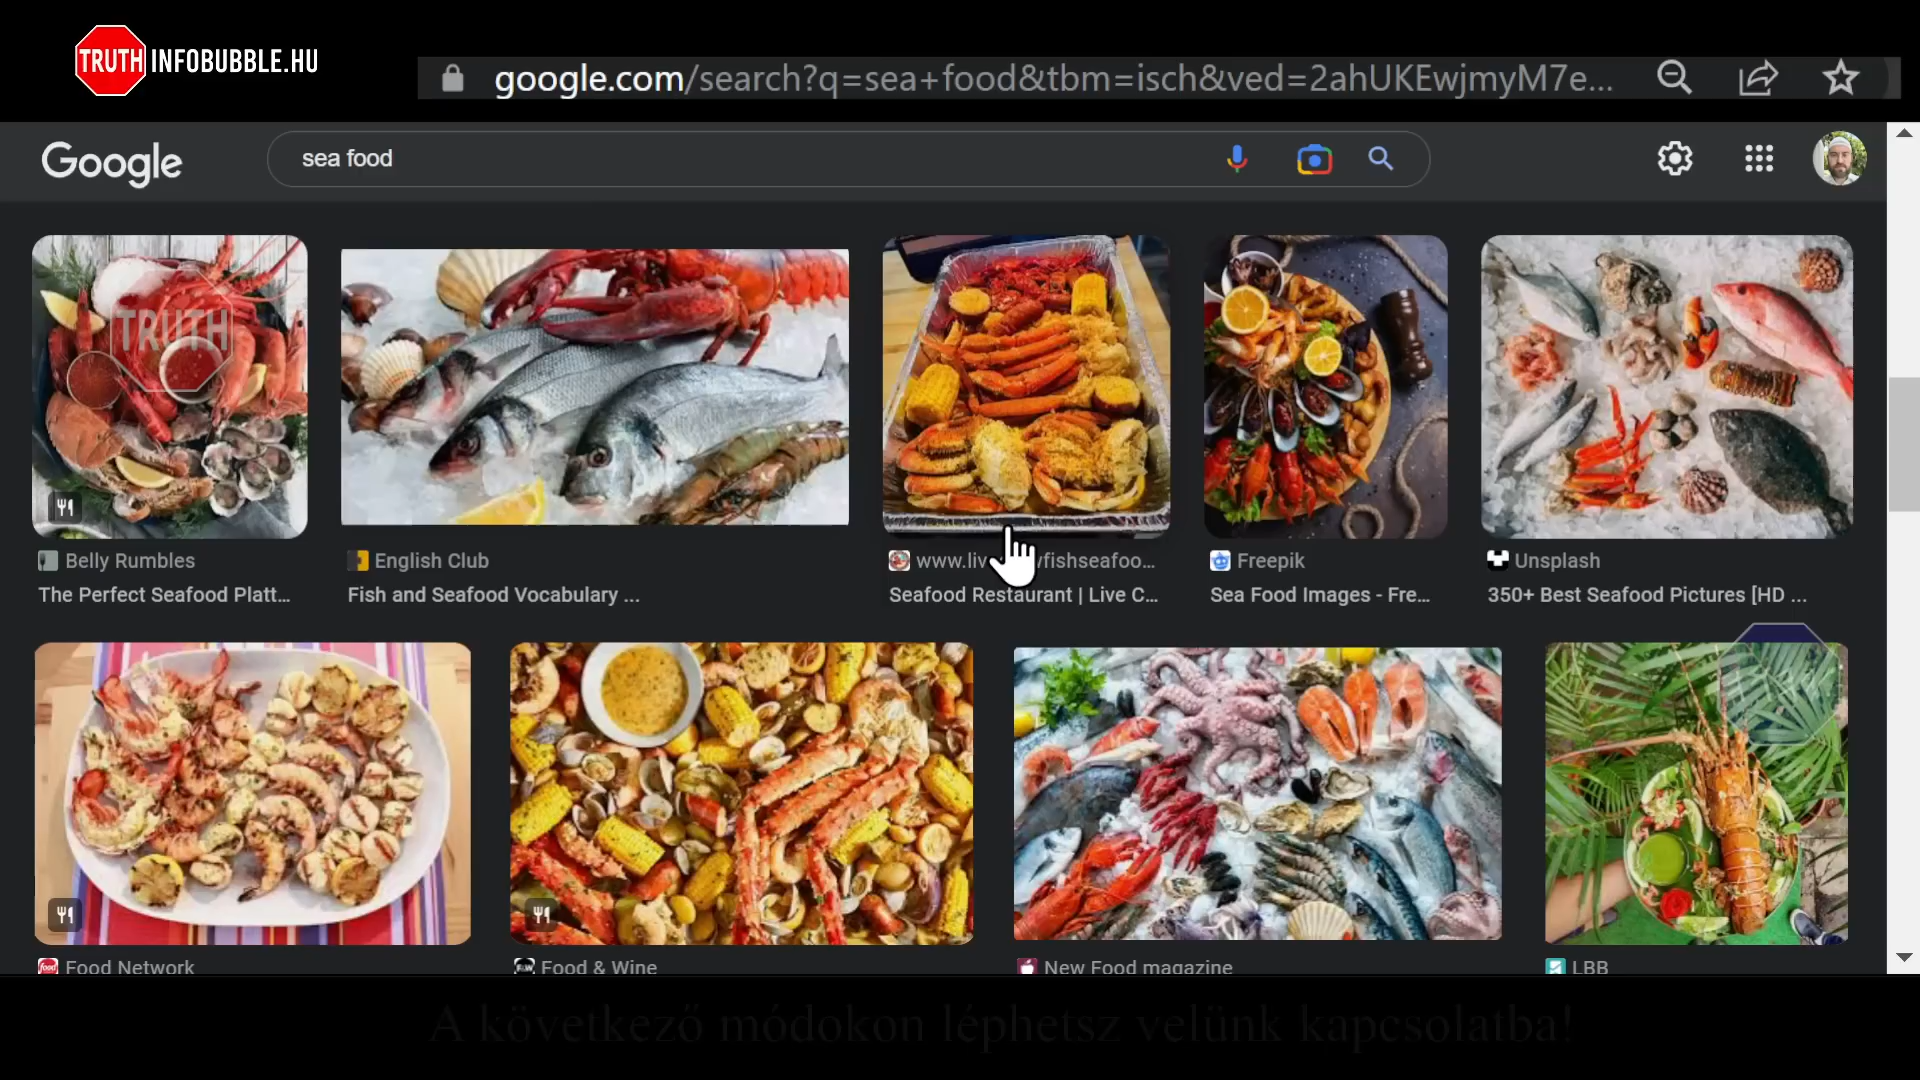 TRUTH INFOBUBBLE.HU
google.com/search?q=sea+food&tbm=isch&ved=2ahUKEwjmyM7e...
Google
sea food
TRUTH
Belly Rumbles
English Club
www.liv
fishseafoo...
Freepik
Unsplash
The Perfect Seafood Platt...
Fish and Seafood Vocabulary ...
Seafood Restaurant | Live C...
Sea Food Images - Fre...
350+ Best Seafood Pictures [HD ...
Food Network
Food & Wine
New Food magazine
LBB
A következő módokon léphetsz velünk kapcsolatba!